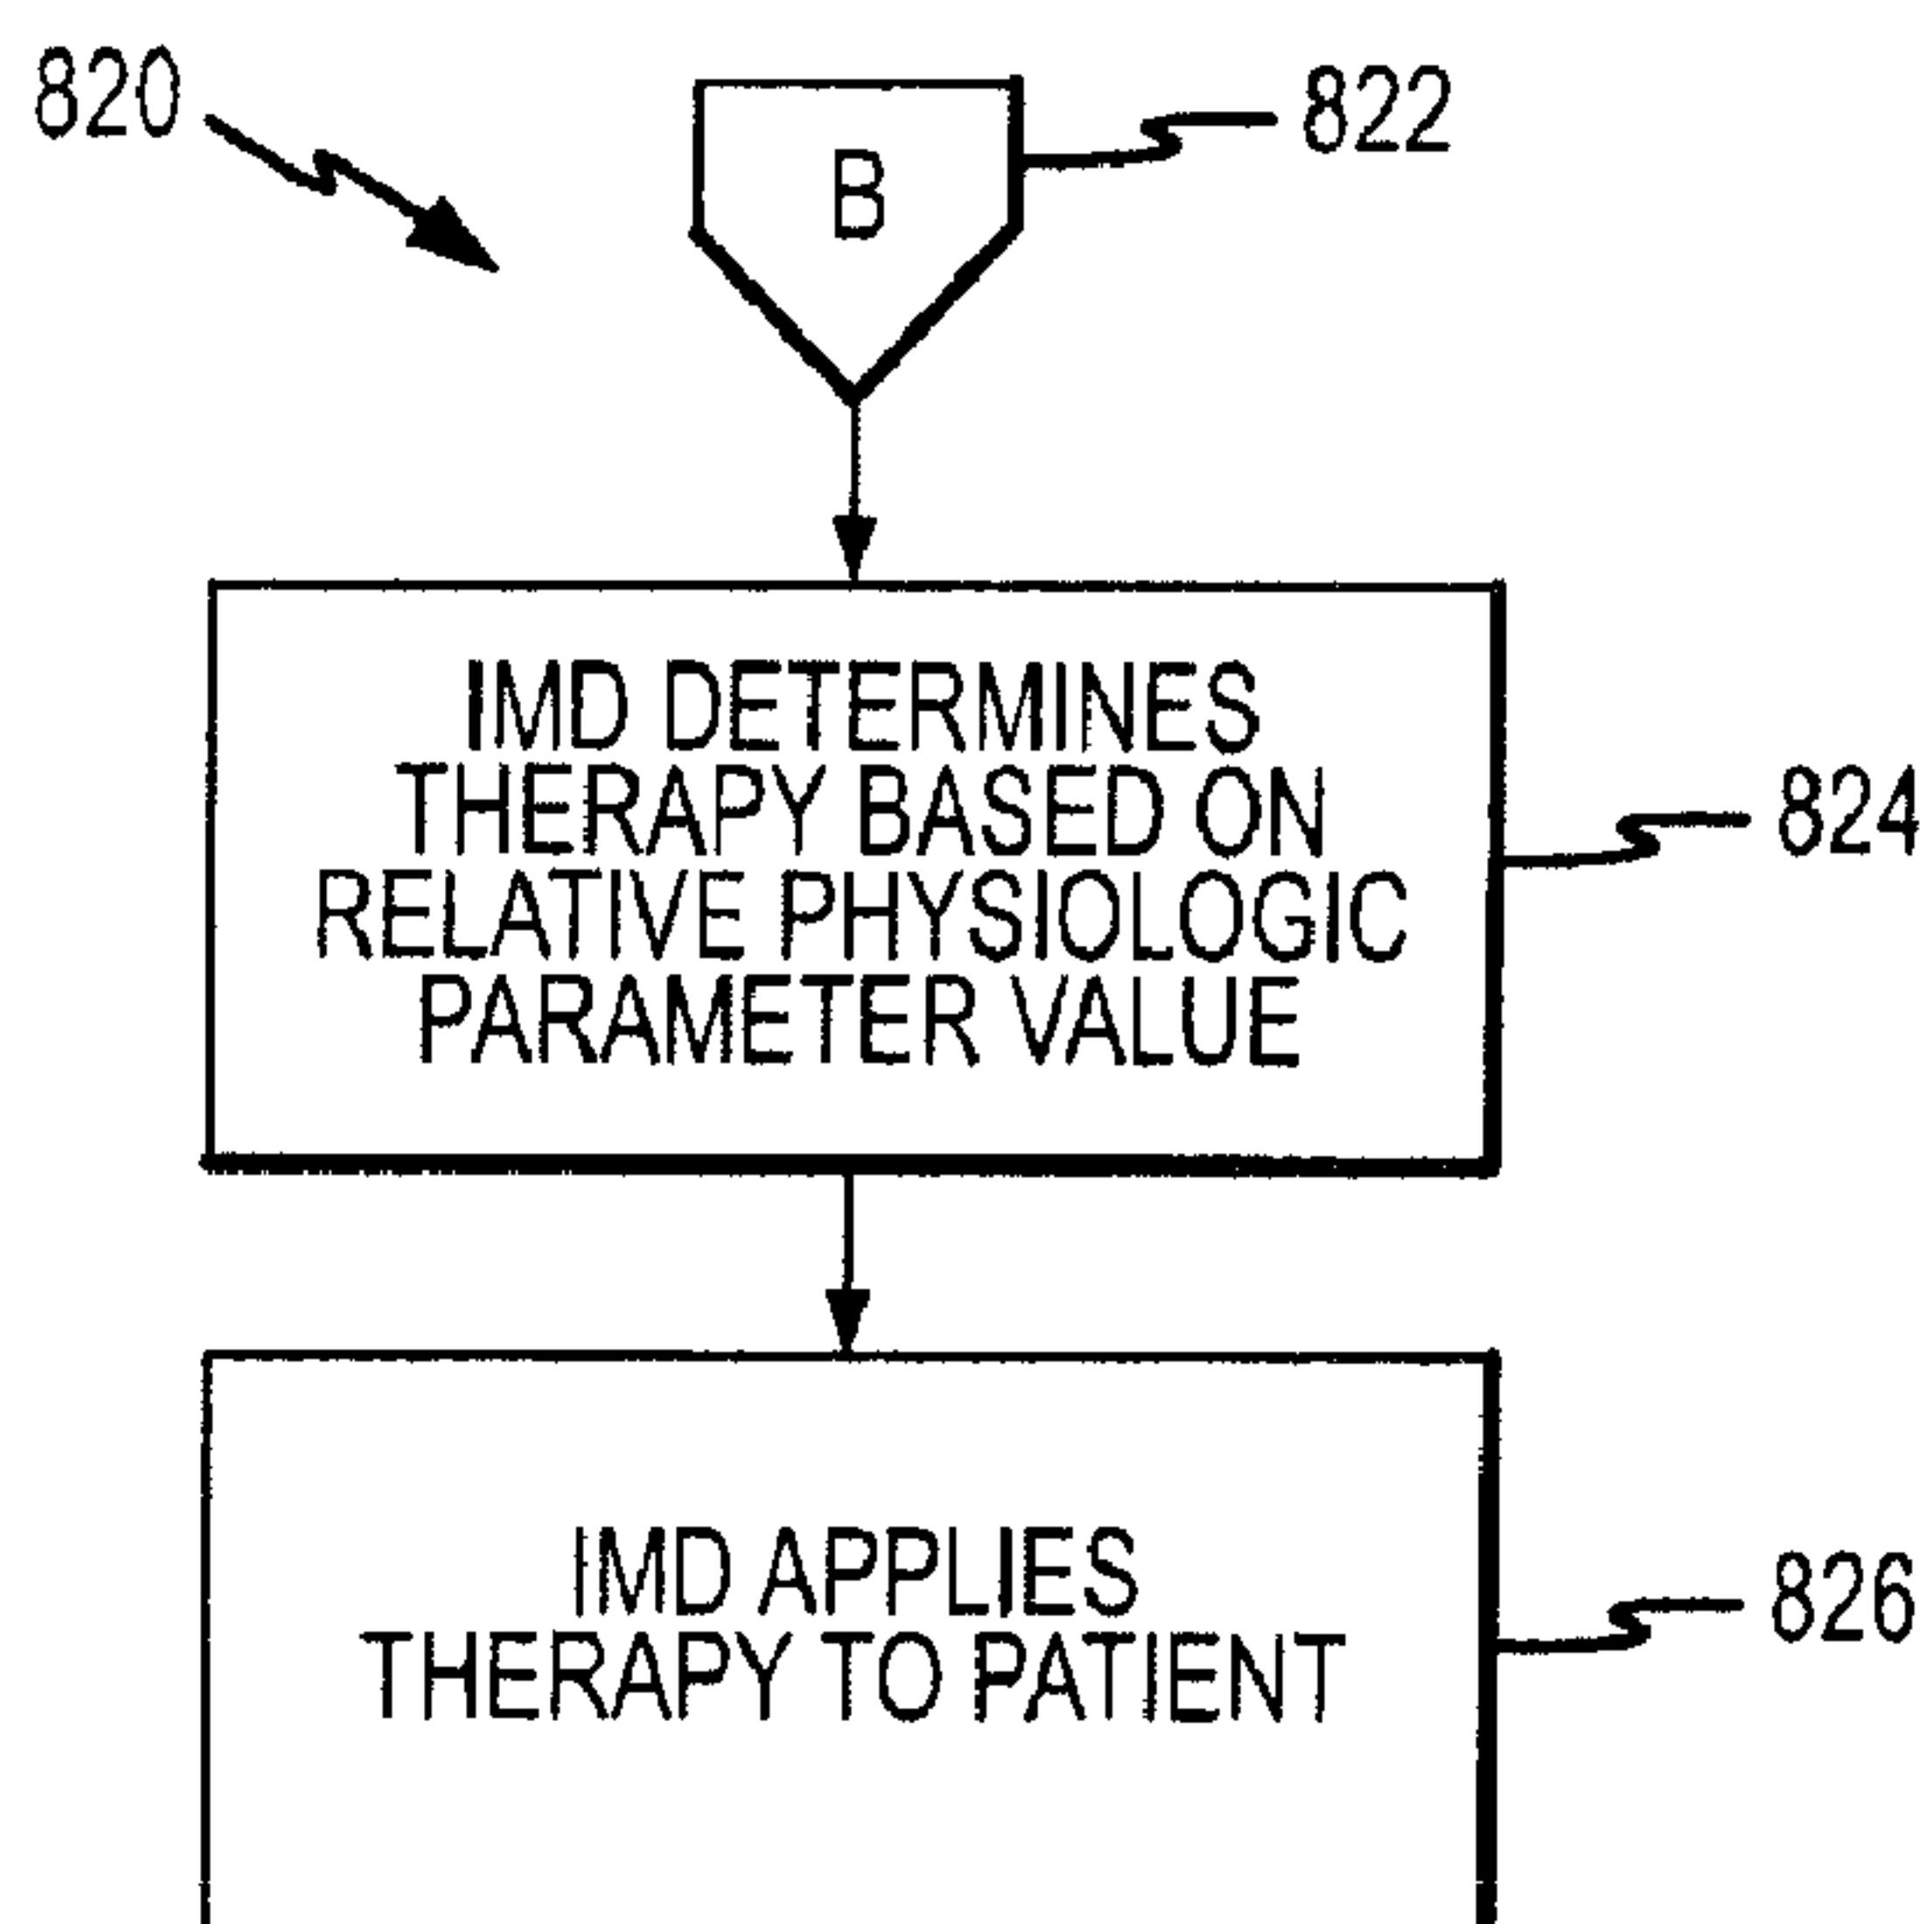 820
822
B
IMD DETERMINES
THERAPY BASED ON
RELATIVE PHYSIOLOGIC
PARAMETER VALUE
824
IMD APPLIES
THERAPY TO PATIENT
826